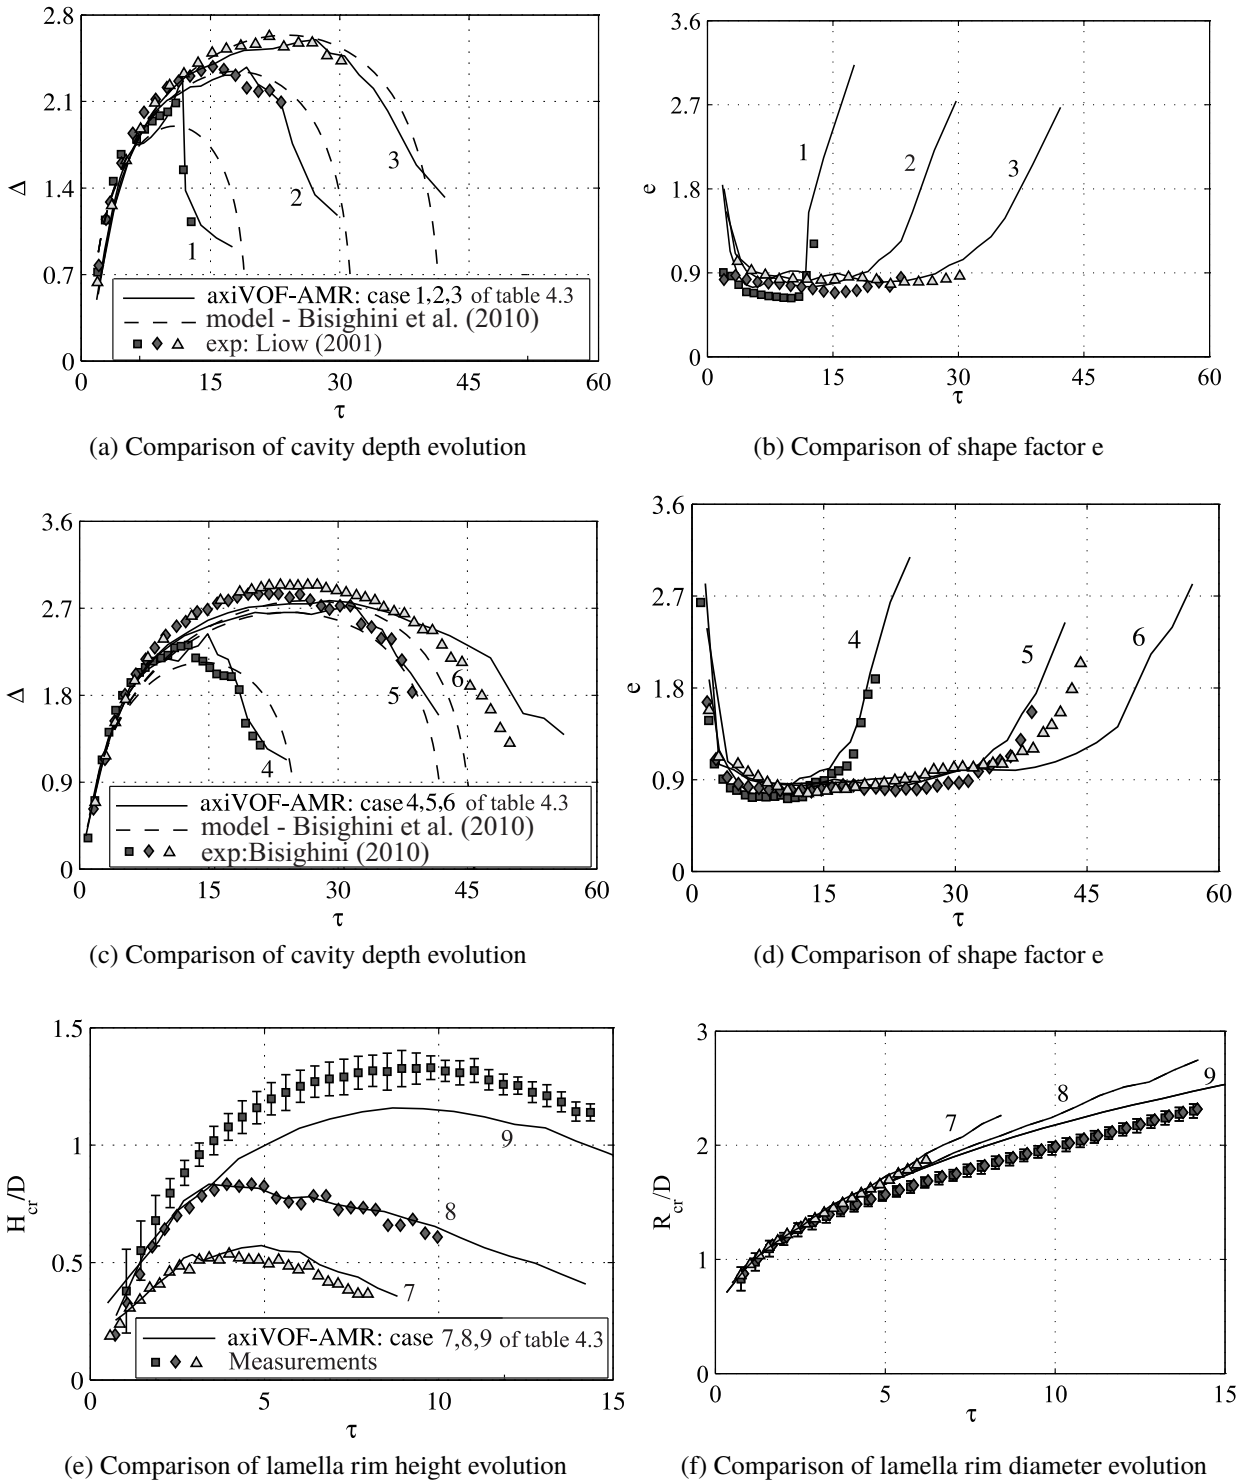 2.8
2.1
1.4
0.7
0
Δ
1
2
3
axiVOF-AMR: case 1,2,3 of table 4.3
model - Bisighini et al. (2010)
exp: Liow (2001)
0 15 30 45 60
τ
(a) Comparison of cavity depth evolution
3.6
2.7
1.8
0.9
0
e
1
2
3
0 15 30 45 60
τ
(b) Comparison of shape factor e
3.6
2.7
1.8
0.9
0
Δ
4
5
6
axiVOF-AMR: case 4,5,6 of table 4.3
model - Bisighini et al. (2010)
exp:Bisighini (2010)
0 15 30 45 60
τ
(c) Comparison of cavity depth evolution
3.6
2.7
1.8
0.9
0
e
4
5
6
0 15 30 45 60
τ
(d) Comparison of shape factor e
1.5
1
0.5
0
H_cr/D
9
8
7
axiVOF-AMR: case 7,8,9 of table 4.3
Measurements
0 5 10 15
τ
(e) Comparison of lamella rim height evolution
3
2
1
0
R_cr/D
7
8
9
0 5 10 15
τ
(f) Comparison of lamella rim diameter evolution